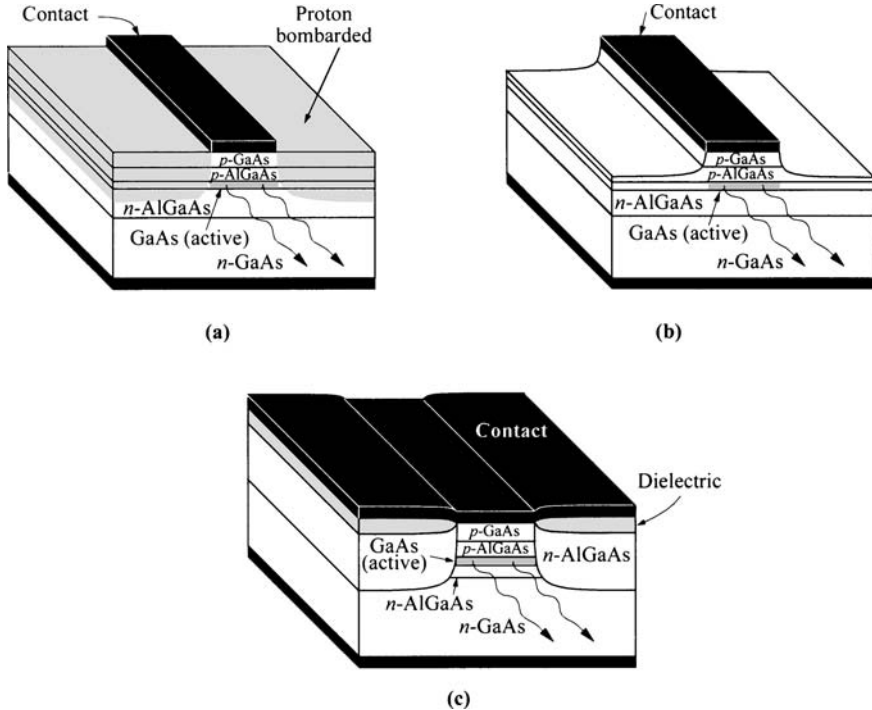 Contact
Proton
bombarded
p-GaAs
p-AlGaAs
n-AlGaAs
GaAs (active)
n-GaAs
(a)
Contact
p-GaAs
p-AlGaAs
n-AlGaAs
GaAs (active)
n-GaAs
(b)
Contact
Dielectric
p-GaAs
GaAs
(active)
p-AlGaAs
n-AlGaAs
n-AlGaAs
n-GaAs
(c)